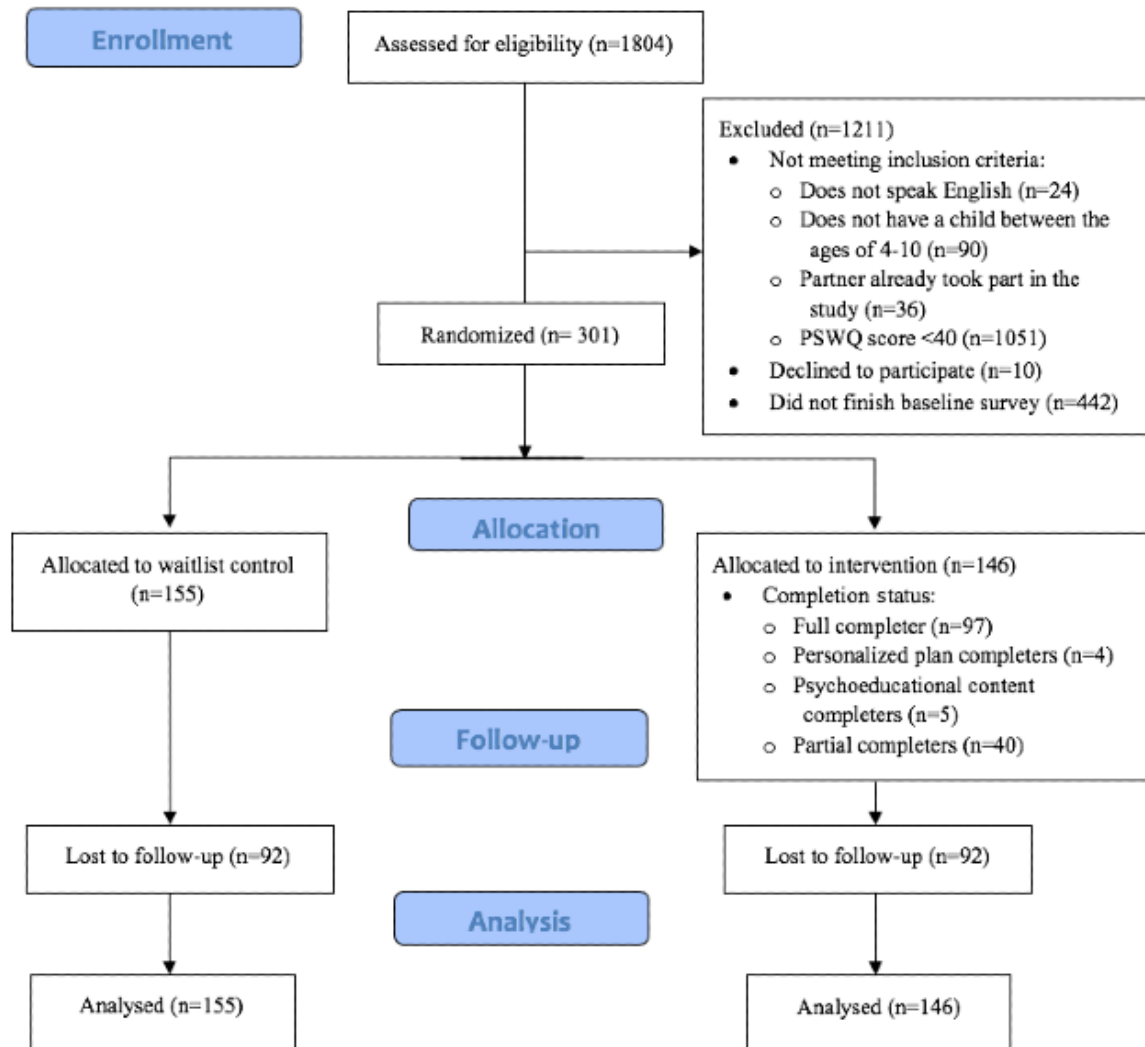 Enrollment
Assessed for eligibility (n=1804)
Excluded (n=1211)
• Not meeting inclusion criteria:
o Does not speak English (n=24)
o Does not have a child between the
ages of 4-10 (n=90)
o Partner already took part in the
study (n=36)
o PSWQ score <40 (n=1051)
• Declined to participate (n=10)
• Did not finish baseline survey (n=442)
Randomized (n= 301)
Allocation
Allocated to waitlist control
(n=155)
Allocated to intervention (n=146)
• Completion status:
o Full completer (n=97)
o Personalized plan completers (n=4)
o Psychoeducational content
completers (n=5)
o Partial completers (n=40)
Follow-up
Lost to follow-up (n=92)
Lost to follow-up (n=92)
Analysis
Analysed (n=155)
Analysed (n=146)